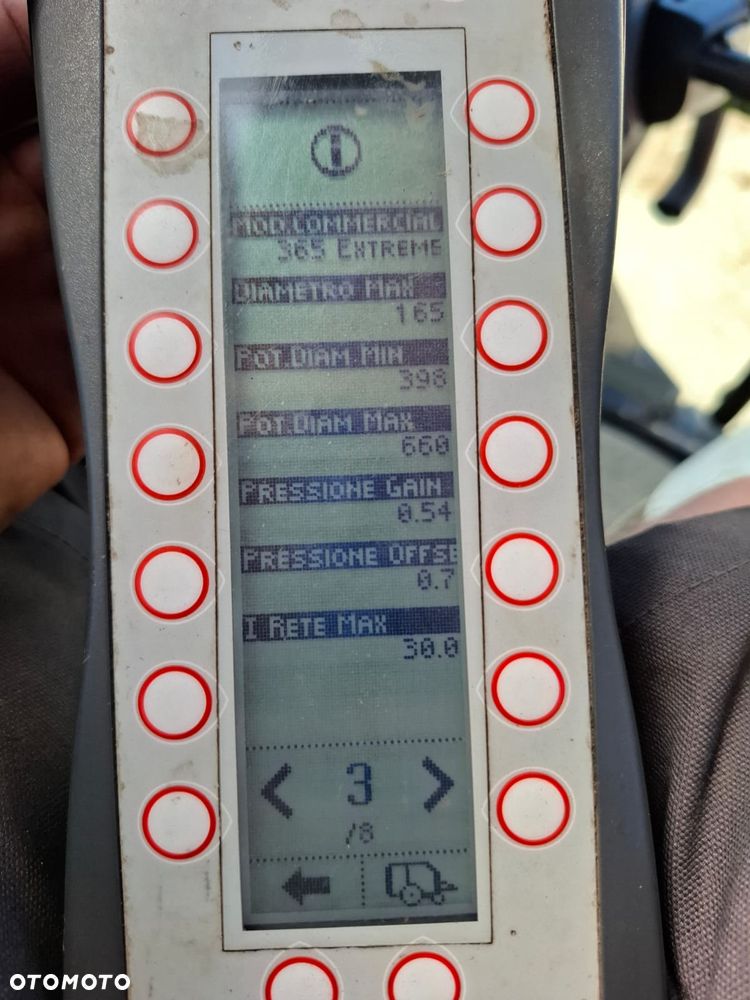 MOD.COMMERCIAL
365 EXTREME
DIAMETRO MAX
165
POT.DIAM.MIN
398
POT.DIAM MAX
660
PRESSIONE GAIN
0.54
PRESSIONE OFFSE
0.7
I RETE MAX
30.0
< 3 >
/8
OTOMOTO